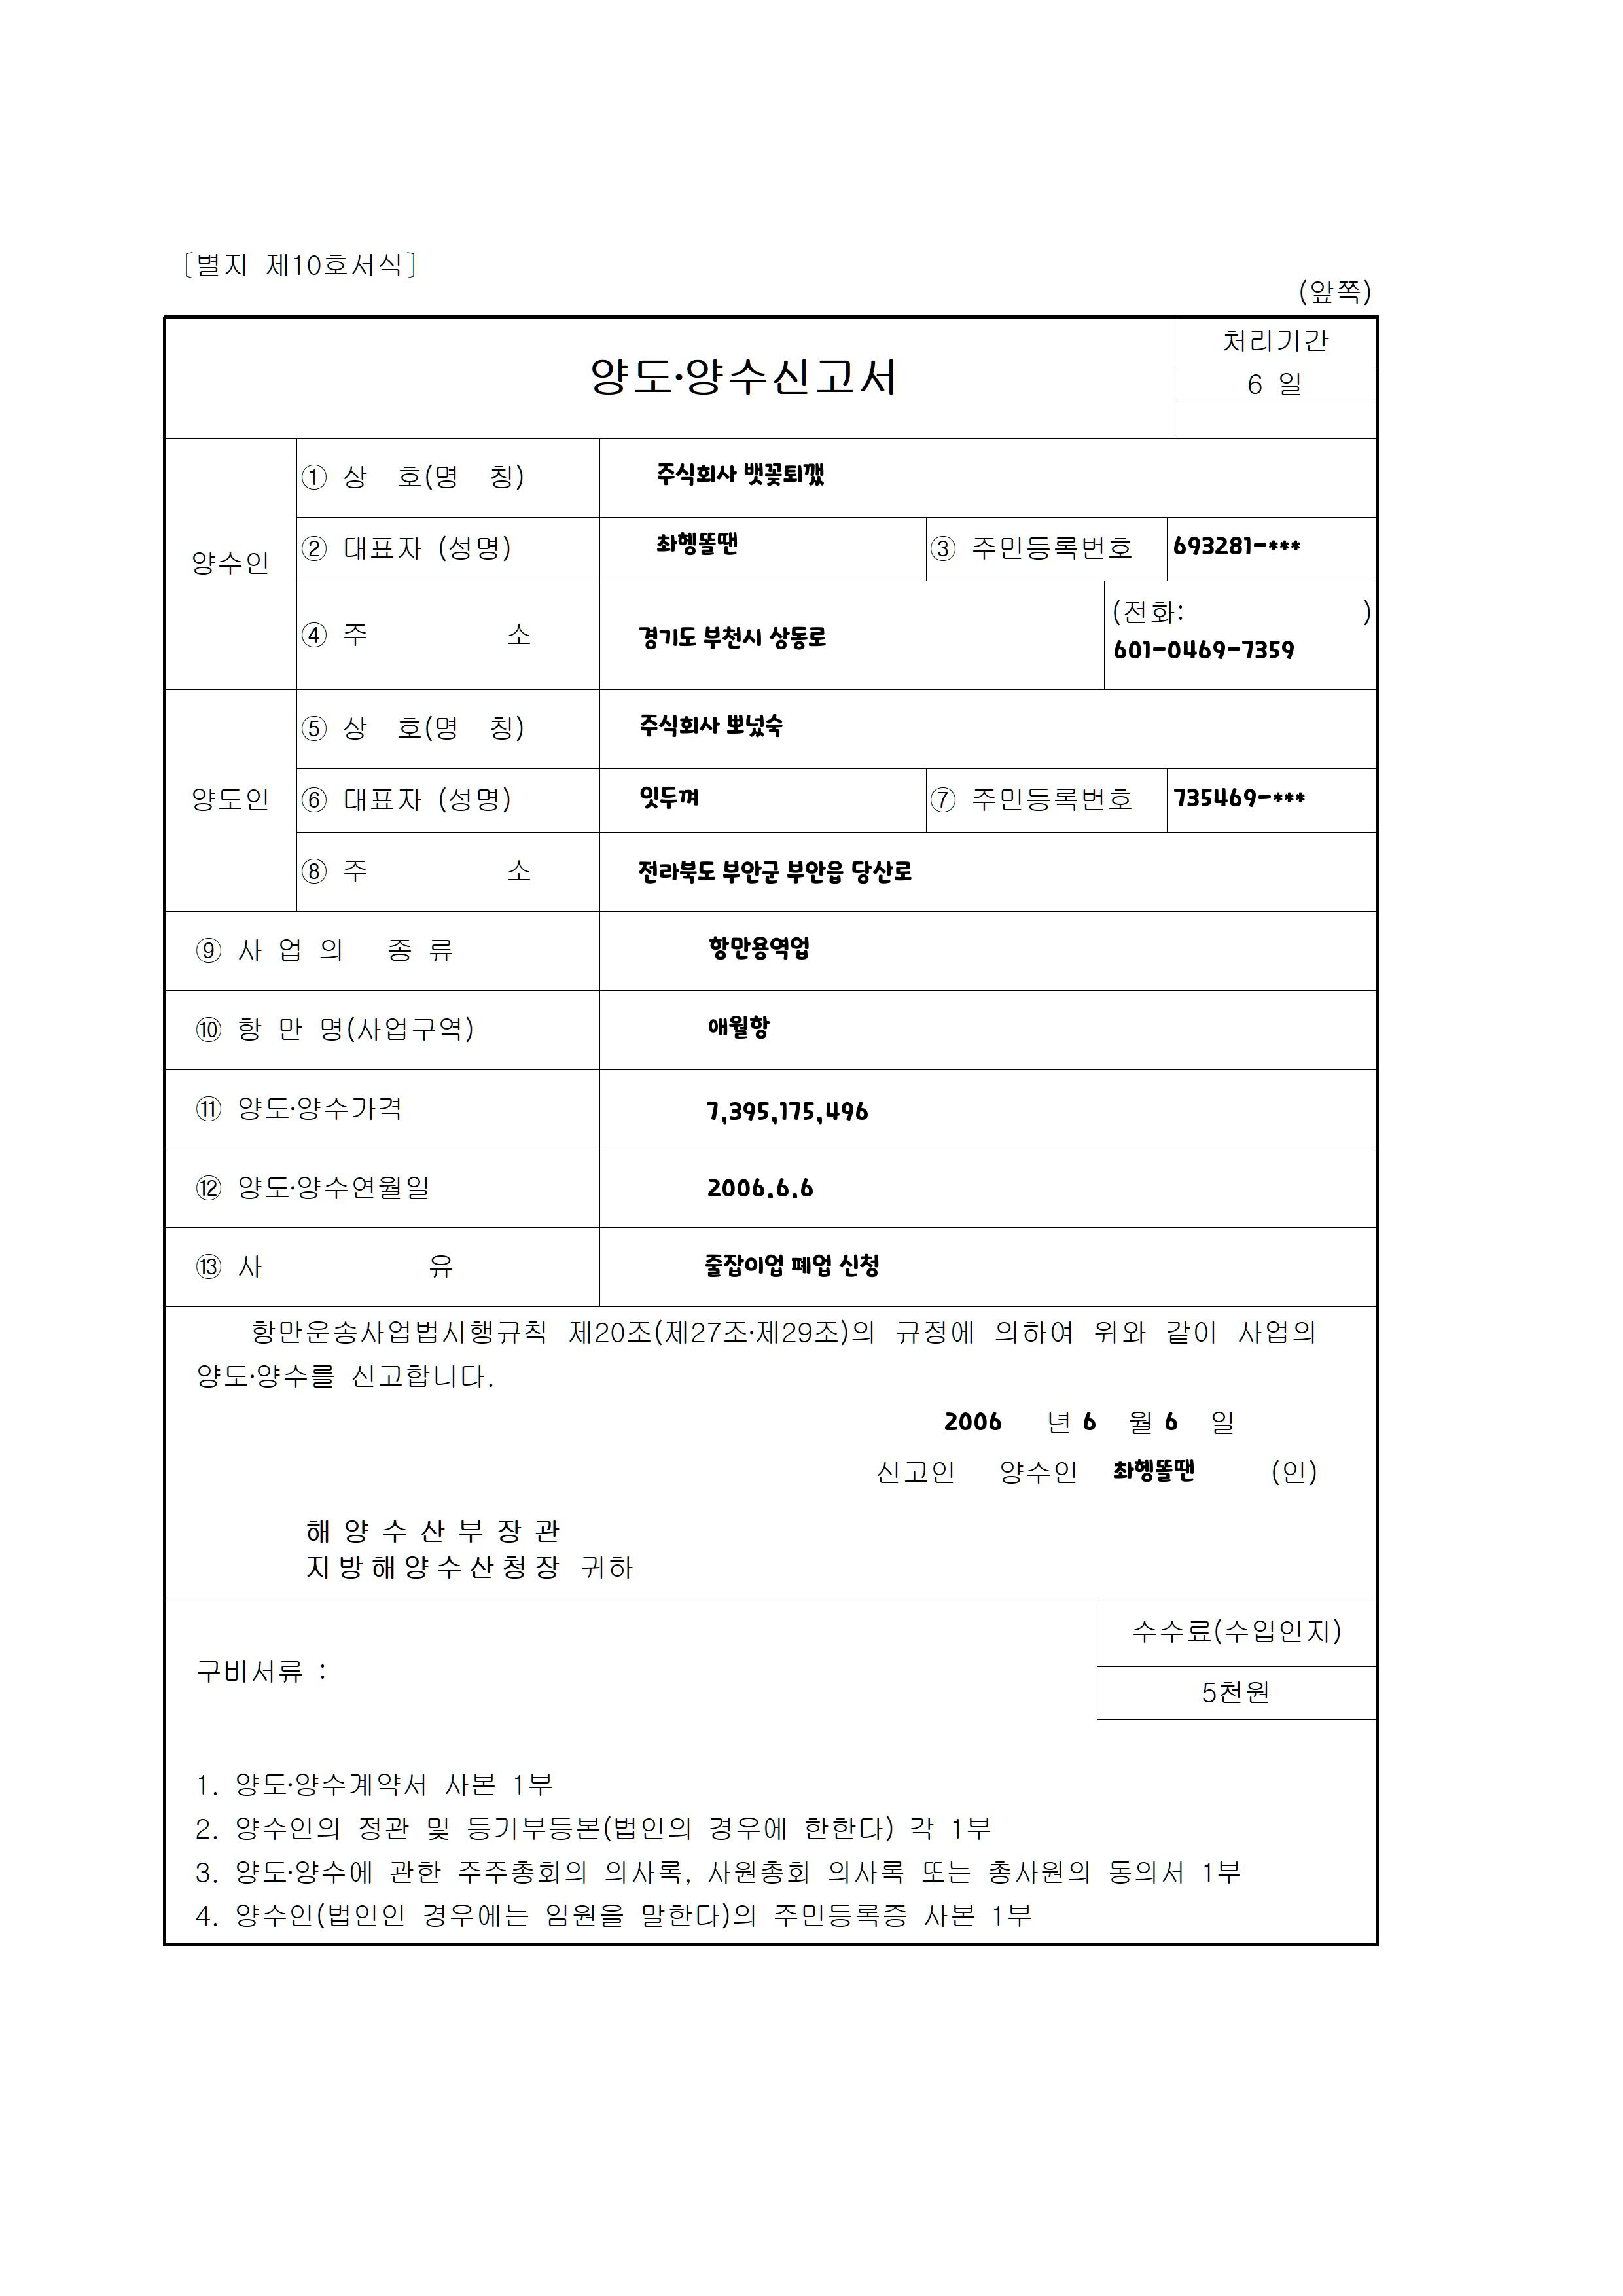 [별지 제10호서식]
(앞쪽)
양도·양수신고서
처리기간
6 일
양수인
① 상 호(명 칭)
주식회사 뱃꽃퇴깼
② 대표자 (성명)
촤헹똘땐
③ 주민등록번호
693281-***
④ 주 소
경기도 부천시 상동로
(전화: )
601-0469-7359
양도인
⑤ 상 호(명 칭)
주식회사 뽀넜숙
⑥ 대표자 (성명)
잇두껴
⑦ 주민등록번호
735469-***
⑧ 주 소
전라북도 부안군 부안읍 당산로
⑨ 사 업 의 종 류
항만용역업
⑩ 항 만 명(사업구역)
애월항
⑪ 양도·양수가격
7,395,175,496
⑫ 양도·양수연월일
2006.6.6
⑬ 사 유
줄잡이업 폐업 신청
항만운송사업법시행규칙 제20조(제27조·제29조)의 규정에 의하여 위와 같이 사업의
양도·양수를 신고합니다.
2006 년 6 월 6 일
신고인 양수인 촤헹똘땐 (인)
해 양 수 산 부 장 관
지 방 해 양 수 산 청 장 귀하
구비서류 :
수수료(수입인지)
5천원
1. 양도·양수계약서 사본 1부
2. 양수인의 정관 및 등기부등본(법인의 경우에 한한다) 각 1부
3. 양도·양수에 관한 주주총회의 의사록, 사원총회 의사록 또는 총사원의 동의서 1부
4. 양수인(법인인 경우에는 임원을 말한다)의 주민등록증 사본 1부